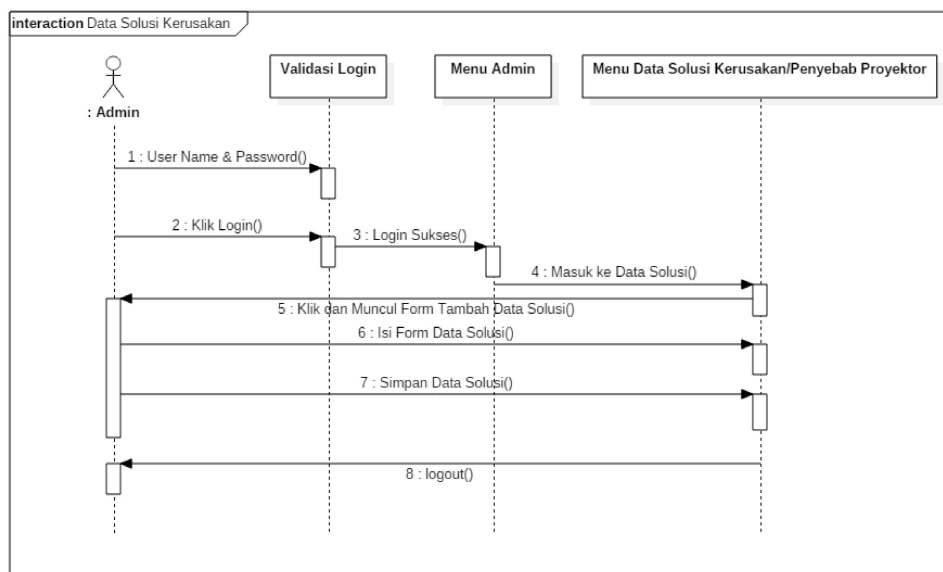 interaction Data Solusi Kerusakan
Validasi Login
Menu Admin
Menu Data Solusi Kerusakan/Penyebab Proyektor
: Admin
1 : User Name & Password()
2 : Klik Login()
3 : Login Sukses()
4 : Masuk ke Data Solusi()
5 : Klik dan Muncul Form Tambah Data Solusi()
6 : Isi Form Data Solusi()
7 : Simpan Data Solusi()
8 : logout()